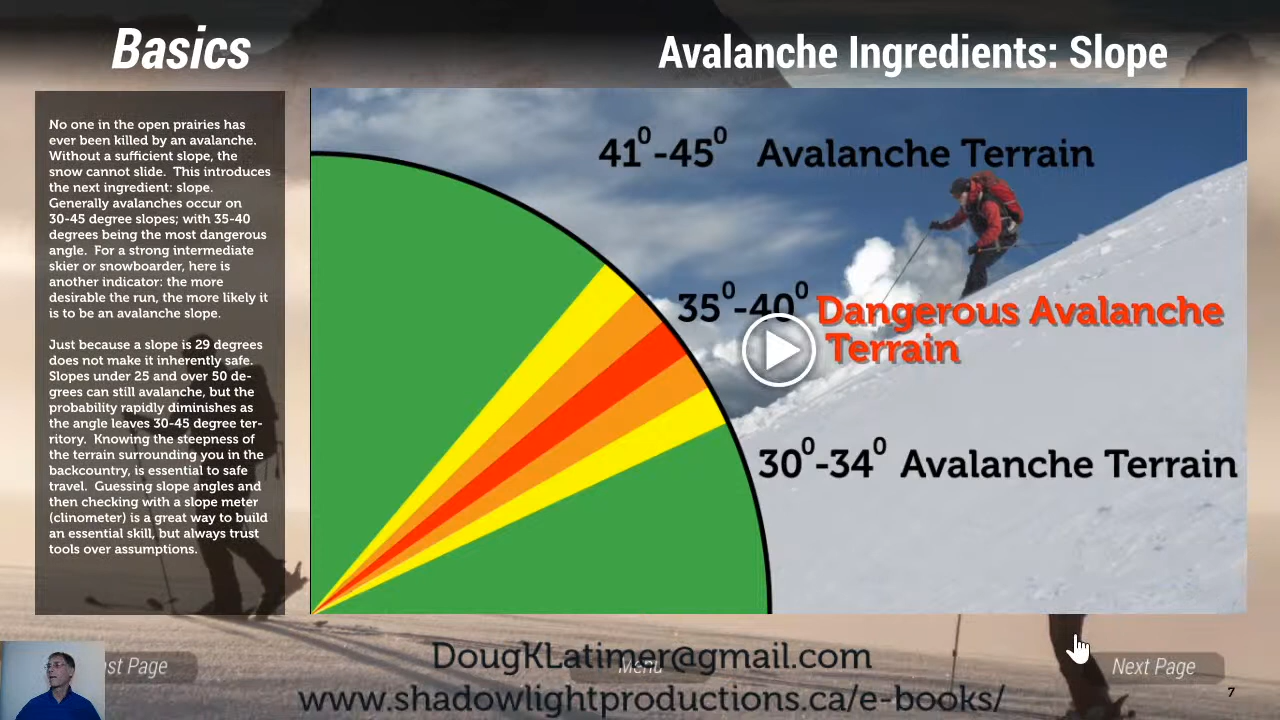 Basics
Avalanche Ingredients: Slope
No one in the open prairies has
ever been killed by an avalanche.
Without a sufficient slope, the
snow cannot slide. This introduces
the next ingredient: slope.
Generally avalanches occur on
30-45 degree slopes; with 35-40
degrees being the most dangerous
angle. For a strong intermediate
skier or snowboarder, here is
another indicator: the more
desirable the run, the more likely it
is to be an avalanche slope.
Just because a slope is 29 degrees
does not make it inherently safe.
Slopes under 25 and over 50 de-
grees can still avalanche, but the
probability rapidly diminishes as
the angle leaves 30-45 degree ter-
ritory. Knowing the steepness of
the terrain surrounding you in the
backcountry, is essential to safe
travel. Guessing slope angles and
then checking with a slope meter
(clinometer) is a great way to build
an essential skill, but always trust
tools over assumptions.
41⁰-45⁰ Avalanche Terrain
35⁰-40⁰ Dangerous Avalanche
Terrain
30⁰-34⁰ Avalanche Terrain
DougKLatimer@gmail.com
Page
Menu
Next Page
www.shadowlightproductions.ca/e-books/
7